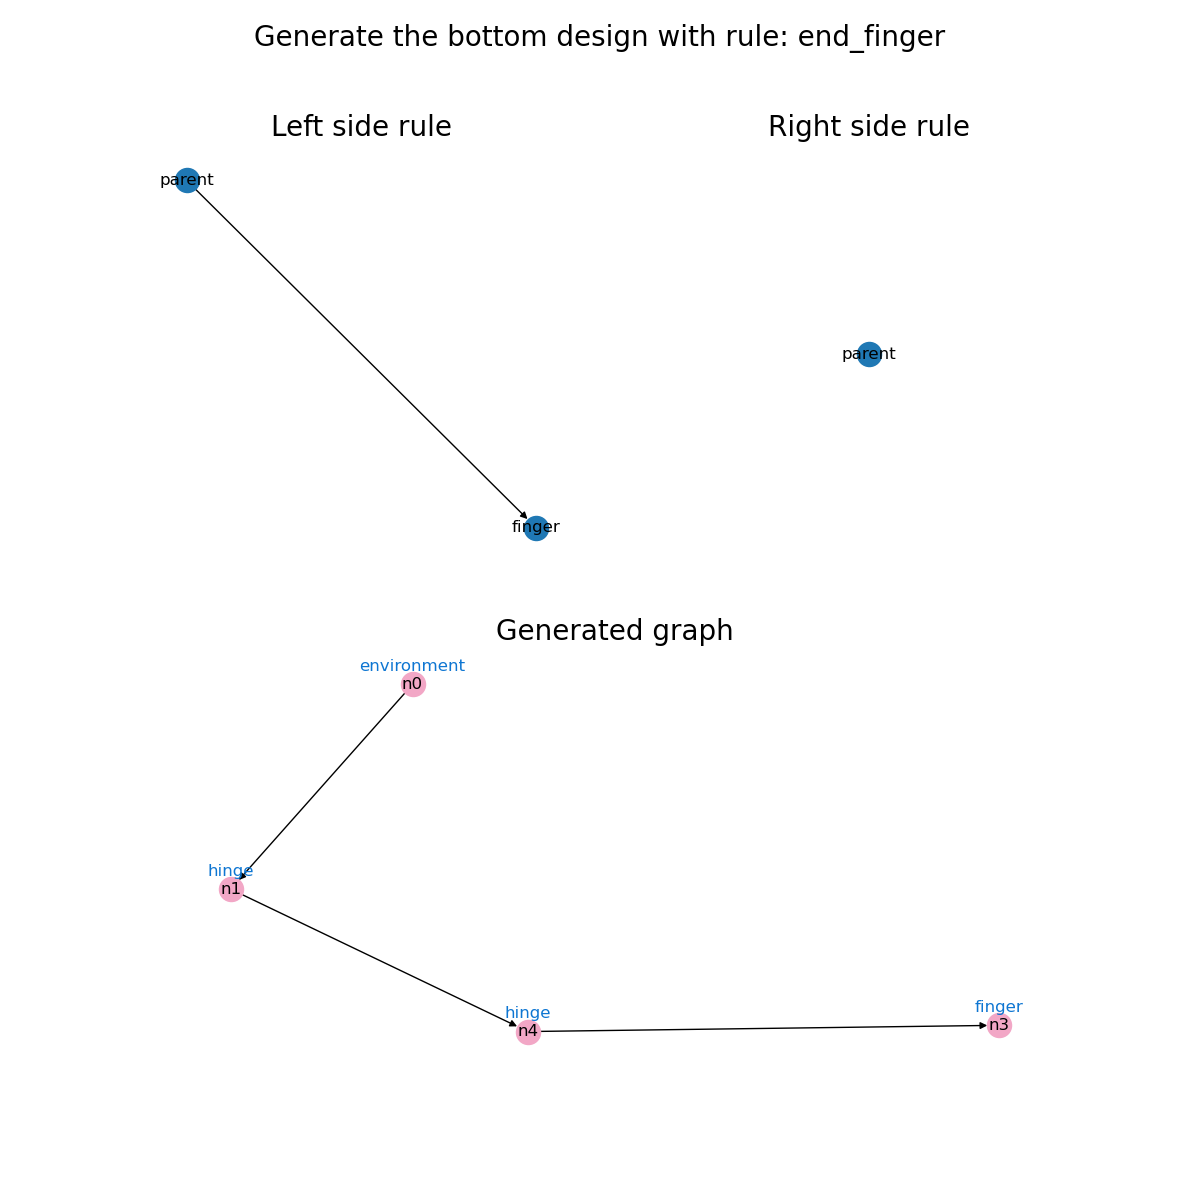 Generate the bottom design with rule: end_finger
Left side rule
Right side rule
parent
parent
finger
Generated graph
environment
n0
hinge
n1
hinge
n4
finger
n3